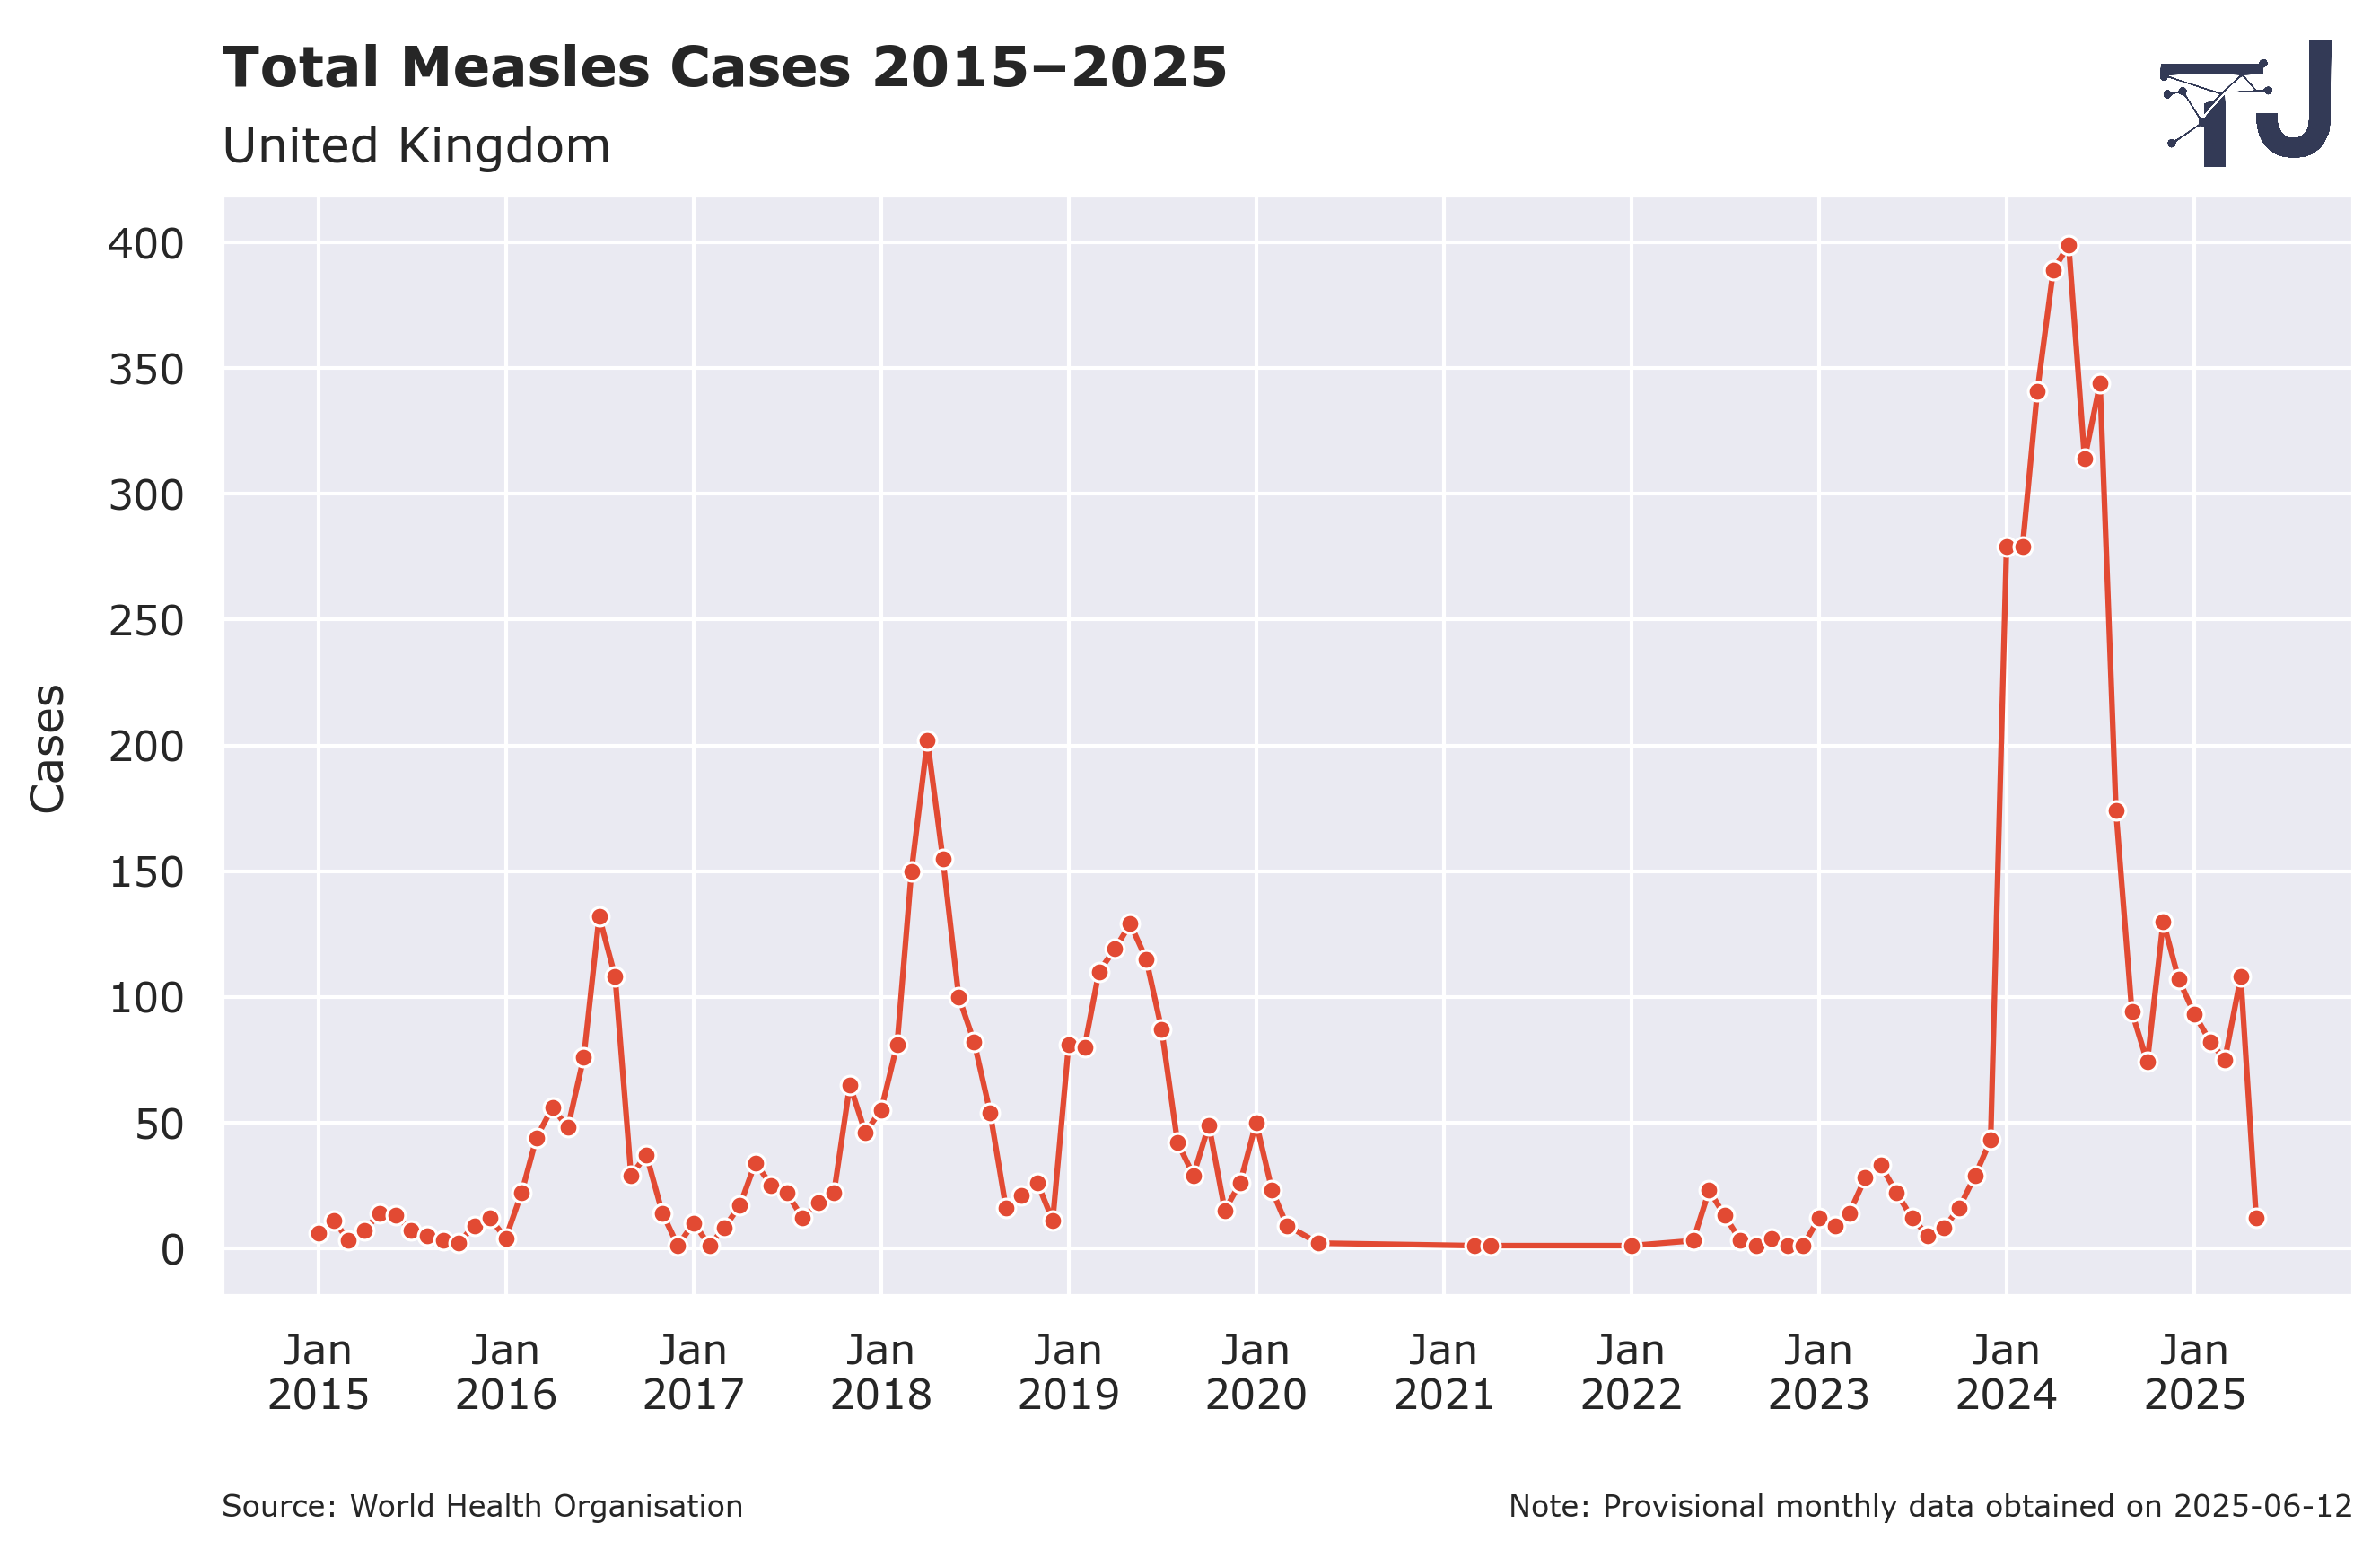 Total Measles Cases 2015–2025
United Kingdom
TJ
400
350
300
250
200
150
100
50
0
Cases
Jan 2015
Jan 2016
Jan 2017
Jan 2018
Jan 2019
Jan 2020
Jan 2021
Jan 2022
Jan 2023
Jan 2024
Jan 2025
Source: World Health Organisation
Note: Provisional monthly data obtained on 2025-06-12